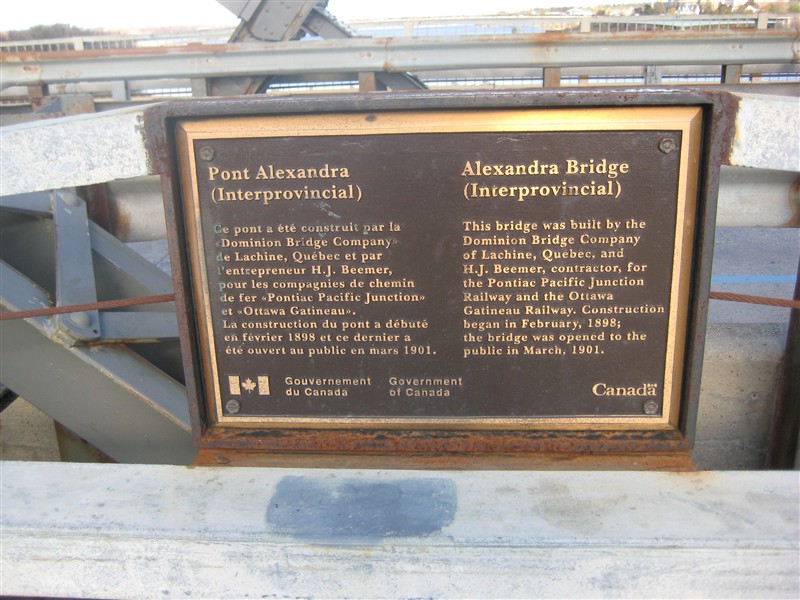 Pont Alexandra
(Interprovincial)
Ce pont a été construit par la
«Dominion Bridge Company»
de Lachine, Québec et par
l'entrepreneur H.J. Beemer,
pour les compagnies de chemin
de fer «Pontiac Pacific Junction»
et «Ottawa Gatineau».
La construction du pont a débuté
en février 1898 et ce dernier a
été ouvert au public en mars 1901.
Alexandra Bridge
(Interprovincial)
This bridge was built by the
Dominion Bridge Company
of Lachine, Quebec, and
H.J. Beemer, contractor, for
the Pontiac Pacific Junction
Railway and the Ottawa
Gatineau Railway. Construction
began in February, 1898;
the bridge was opened to the
public in March, 1901.
Gouvernement
du Canada
Government
of Canada
Canada